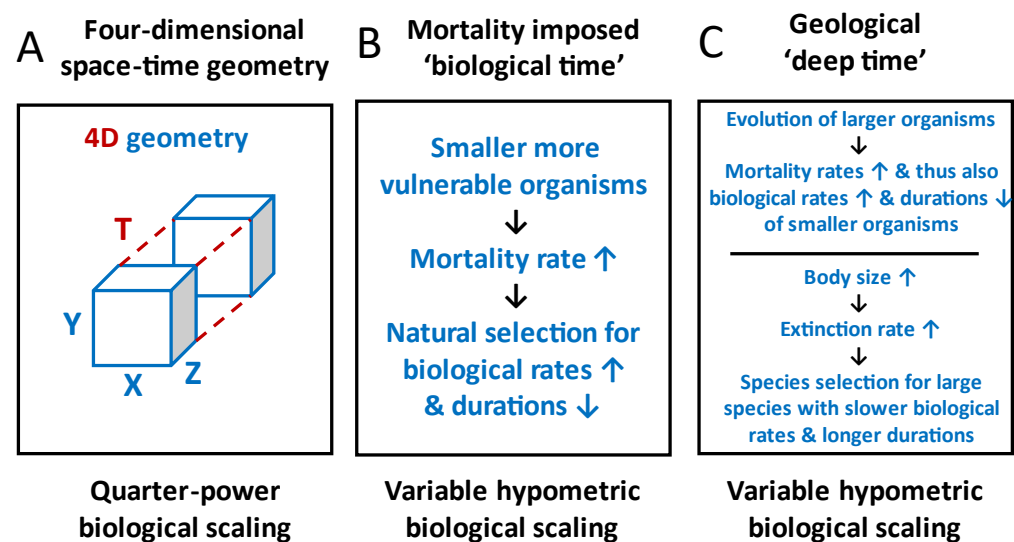 A
Four-dimensional
space-time geometry
4D geometry
T
Y
X
Z
Quarter-power
biological scaling
B
Mortality imposed
‘biological time’
Smaller more
vulnerable organisms
↓
Mortality rate ↑
↓
Natural selection for
biological rates ↑
& durations ↓
Variable hypometric
biological scaling
C
Geological
‘deep time’
Evolution of larger organisms
↓
Mortality rates ↑ & thus also
biological rates ↑ & durations ↓
of smaller organisms
Body size ↑
↓
Extinction rate ↑
↓
Species selection for large
species with slower biological
rates & longer durations
Variable hypometric
biological scaling